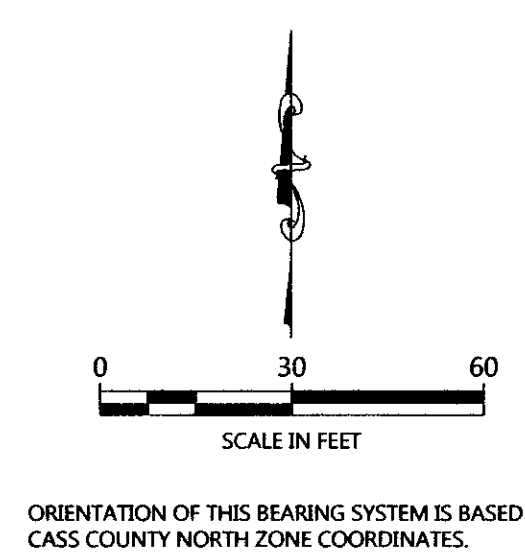 0 30 60
SCALE IN FEET
ORIENTATION OF THIS BEARING SYSTEM IS BASED
CASS COUNTY NORTH ZONE COORDINATES.